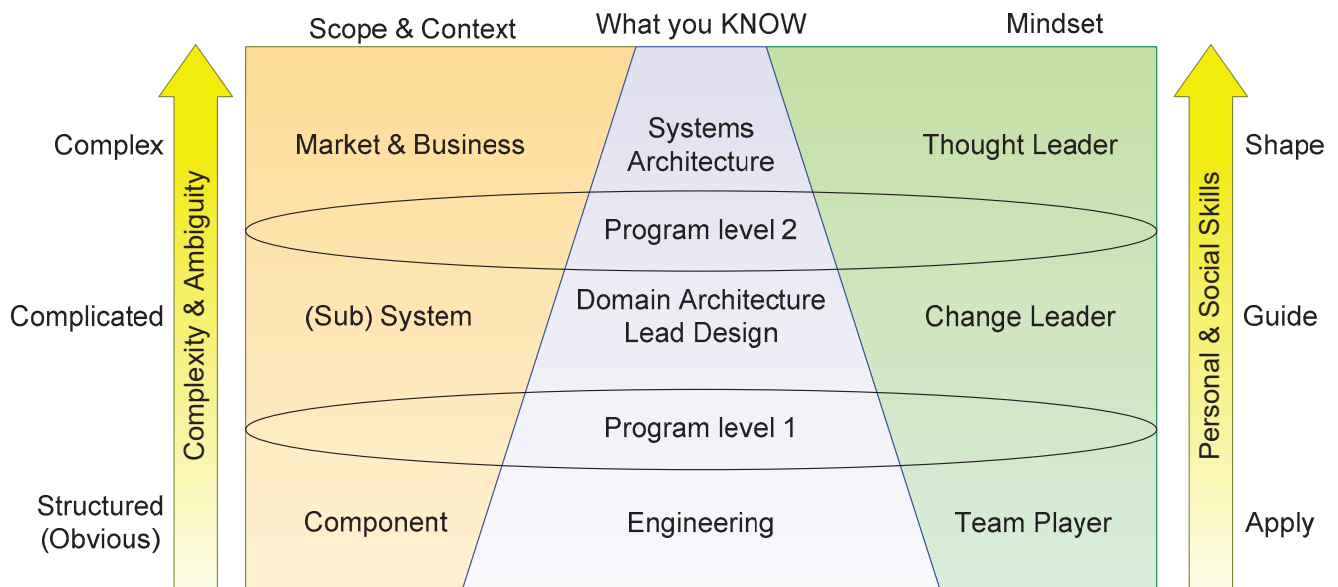 Scope & Context
What you KNOW
Mindset
Complex
Market & Business
Systems
Architecture
Thought Leader
Shape
Program level 2
Complexity & Ambiguity
Personal & Social Skills
Complicated
(Sub) System
Domain Architecture
Lead Design
Change Leader
Guide
Program level 1
Structured
(Obvious)
Component
Engineering
Team Player
Apply